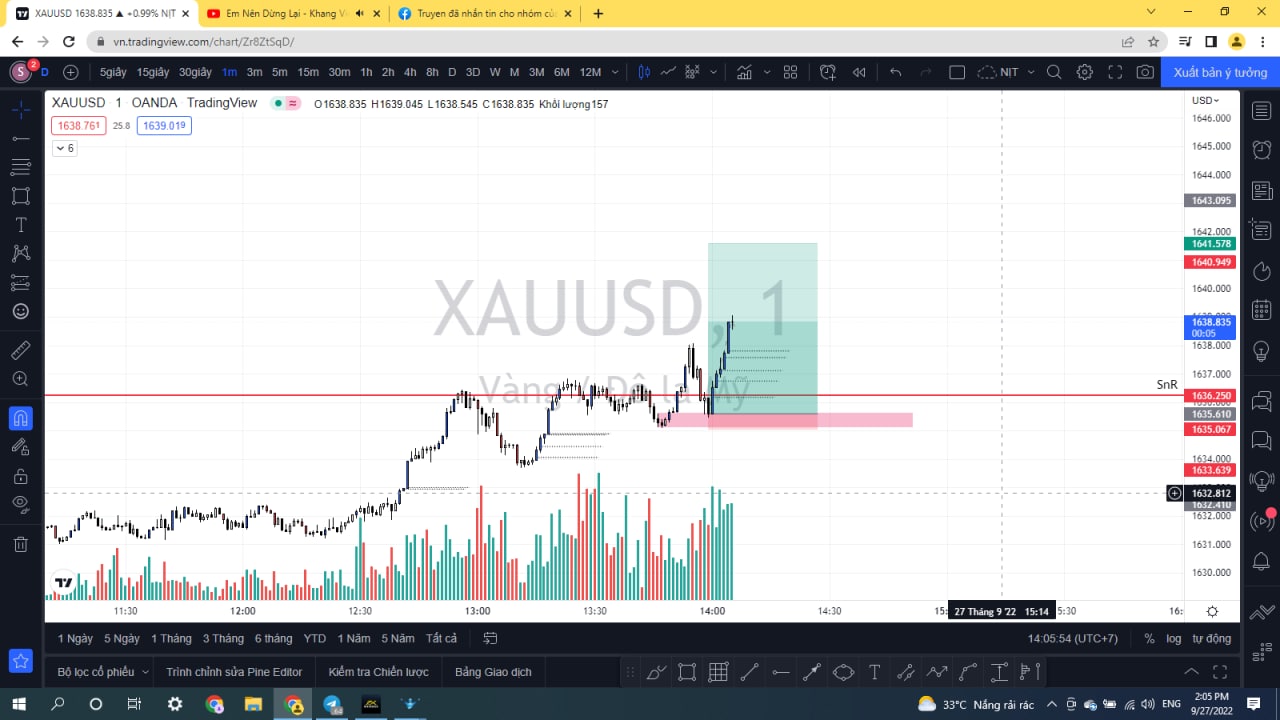 XAUUSD 1638.835 ▲ +0.99% NỊT
Em Nên Dừng Lại - Khang Vi
Truyen đã nhắn tin cho nhóm củ
vn.tradingview.com/chart/Zr8ZtSqD/
S 2 D 5giây 15giây 30giây 1m 3m 5m 15m 30m 1h 2h 4h 8h D 3D W M 3M 6M 12M NỊT Xuất bản ý tưởng
XAUUSD · 1 · OANDA TradingView O1638.835 H1639.045 L1638.545 C1638.835 Khối lượng157
USD
1638.761 25.8 1639.019
6
1646.000
1645.000
1644.000
1643.095
1642.000
1641.578
1640.949
1640.000
1638.835
00:05
1638.000
1637.000
SnR
1636.250
1635.610
1635.067
1634.000
1633.639
1632.812
1632.410
1632.000
1631.000
1630.000
XAUUSD, 1
Vàng / Đô la Mỹ
11:30 12:00 12:30 13:00 13:30 14:00 14:30 15: 27 Tháng 9 '22 15:14 5:30 16:
1 Ngày 5 Ngày 1 Tháng 3 Tháng 6 tháng YTD 1 Năm 5 Năm Tất cả 14:05:54 (UTC+7) % log tự động
Bộ lọc cổ phiếu Trình chỉnh sửa Pine Editor Kiểm tra Chiến lược Bảng Giao dịch
33°C Nắng rải rác ENG 2:05 PM
9/27/2022